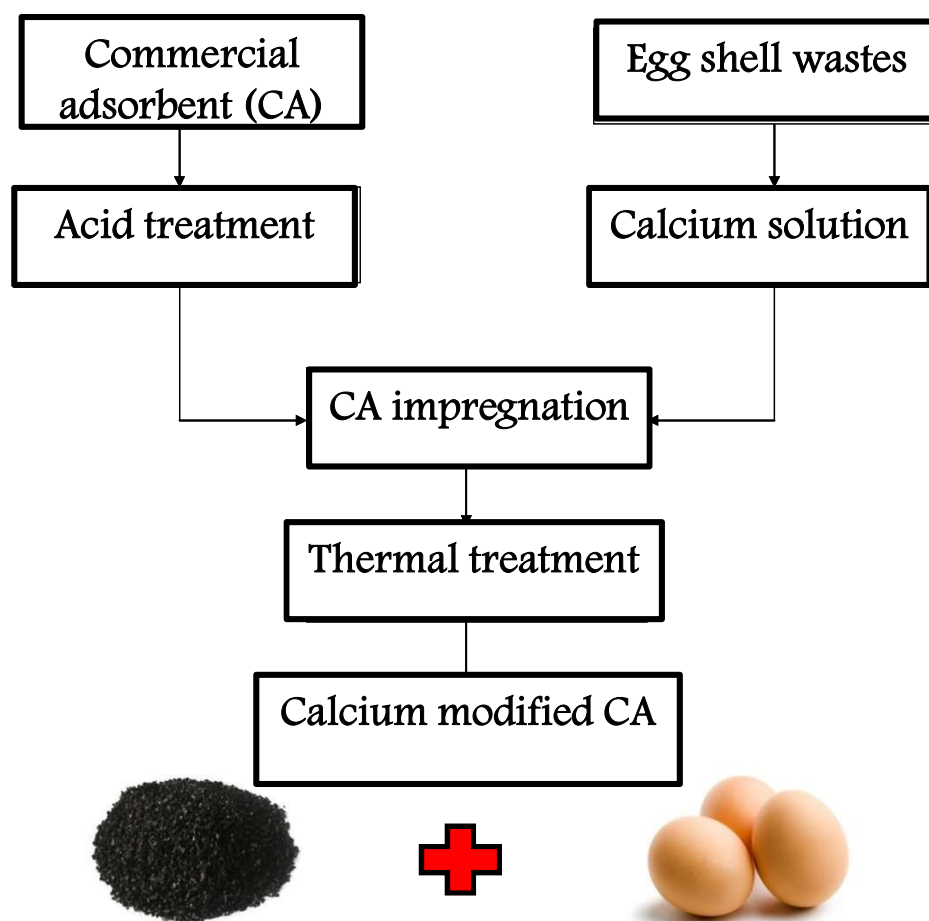 Commercial
adsorbent (CA)
Egg shell wastes
Acid treatment
Calcium solution
CA impregnation
Thermal treatment
Calcium modified CA